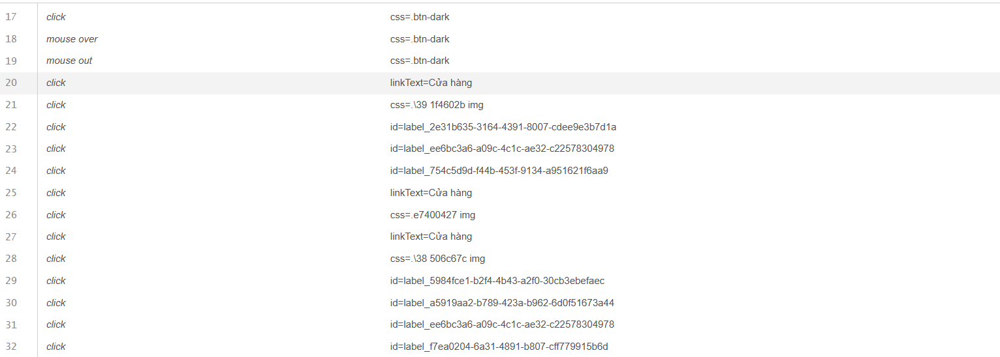 17 click css=.btn-dark
18 mouse over css=.btn-dark
19 mouse out css=.btn-dark
20 click linkText=Cửa hàng
21 click css=.\39 1f4602b img
22 click id=label_2e31b635-3164-4391-8007-cdee9e3b7d1a
23 click id=label_ee6bc3a6-a09c-4c1c-ae32-c22578304978
24 click id=label_754c5d9d-f44b-453f-9134-a951621f6aa9
25 click linkText=Cửa hàng
26 click css=.e7400427 img
27 click linkText=Cửa hàng
28 click css=.\38 506c67c img
29 click id=label_5984fce1-b2f4-4b43-a2f0-30cb3ebefaec
30 click id=label_a5919aa2-b789-423a-b962-6d0f51673a44
31 click id=label_ee6bc3a6-a09c-4c1c-ae32-c22578304978
32 click id=label_f7ea0204-6a31-4891-b807-cff779915b6d